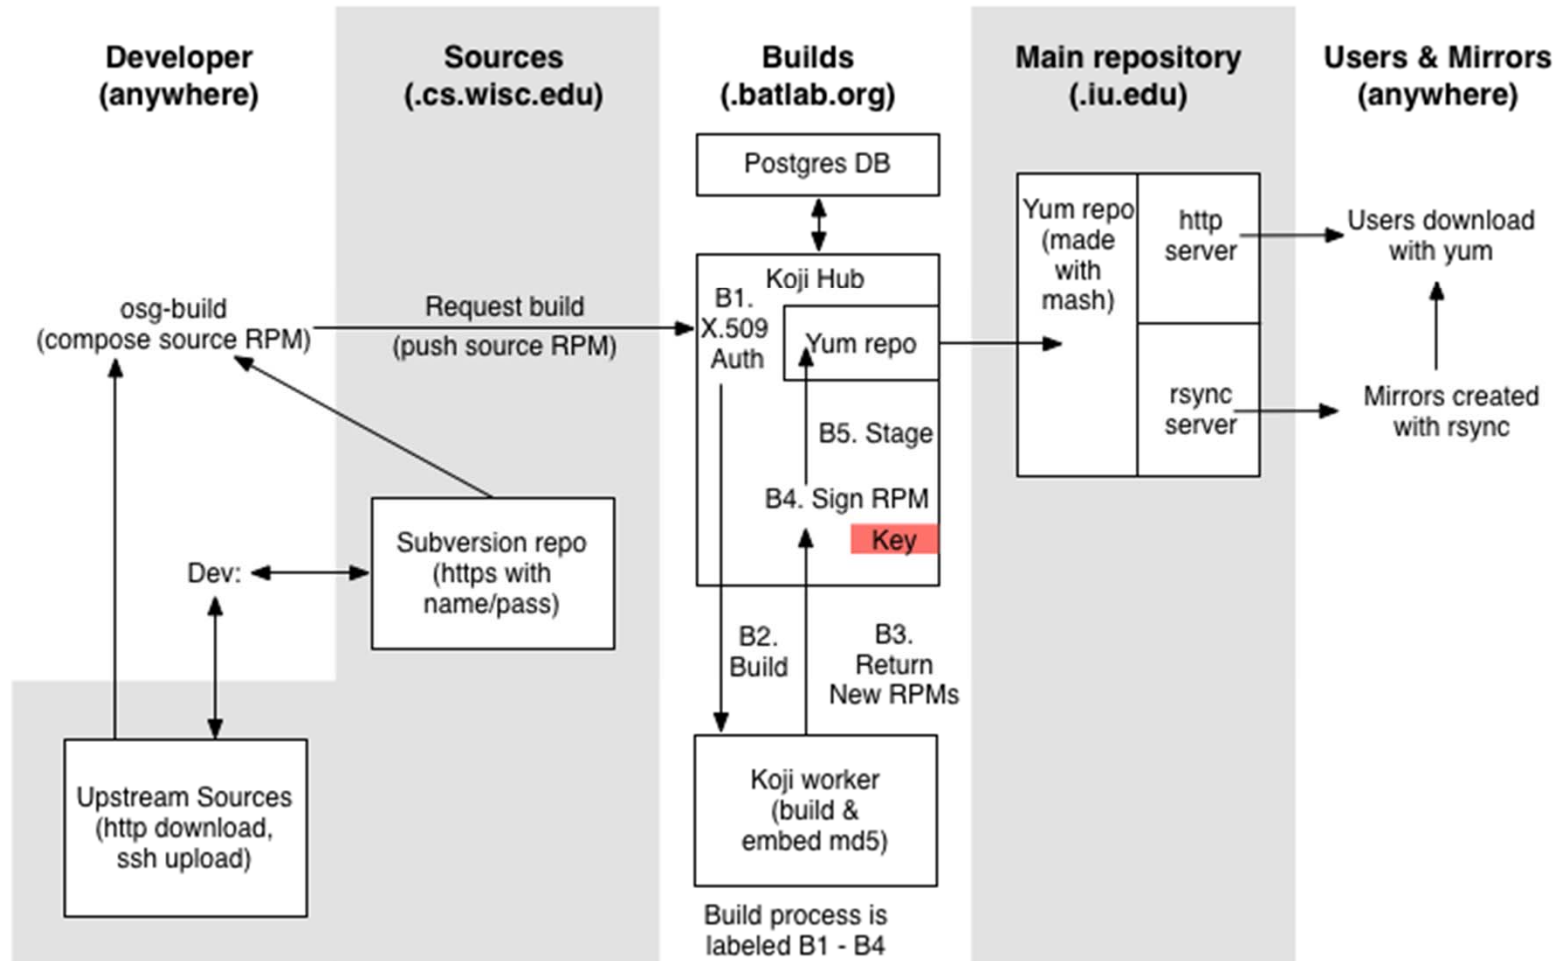 Developer
(anywhere)
Sources
(.cs.wisc.edu)
Builds
(.batlab.org)
Main repository
(.iu.edu)
Users & Mirrors
(anywhere)
osg-build
(compose source RPM)
Request build
(push source RPM)
Dev:
Subversion repo
(https with
name/pass)
Upstream Sources
(http download,
ssh upload)
Postgres DB
Koji Hub
B1.
X.509
Auth
Yum repo
B5. Stage
B4. Sign RPM
Key
B2.
Build
B3.
Return
New RPMs
Koji worker
(build &
embed md5)
Build process is
labeled B1 - B4
Yum repo
(made
with
mash)
http
server
rsync
server
Users download
with yum
Mirrors created
with rsync